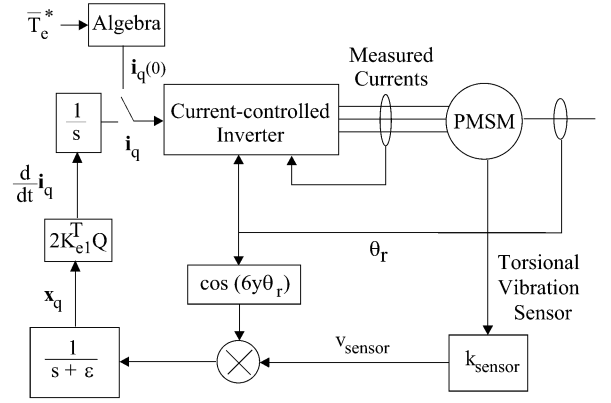 T̅e* Algebra
iq(0)
Measured
Currents
1
s
iq
Current-controlled
Inverter
PMSM
d
dt
iq
2K^T_e1 Q
θr
cos (6yθr)
Torsional
Vibration
Sensor
xq
1
s + ε
vsensor
ksensor